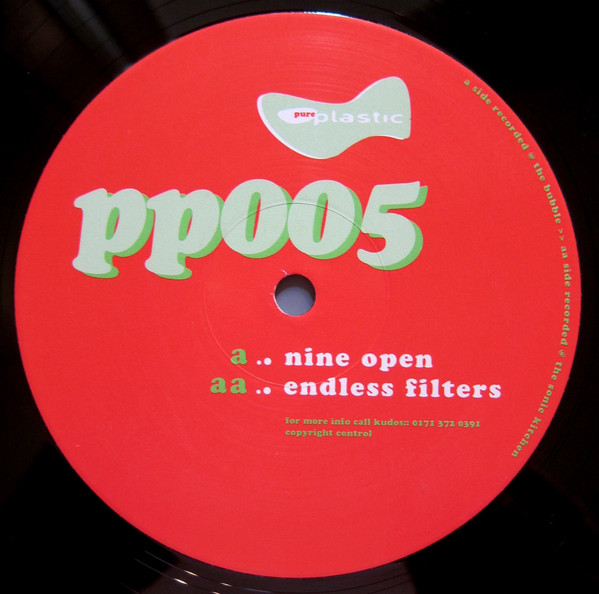 pure plastic
pp005
a .. nine open
aa .. endless filters
for more info call kudos:: 0171 372 0391
copyright control
a side recorded @ the bubble >> aa side recorded @ the sonic kitchen